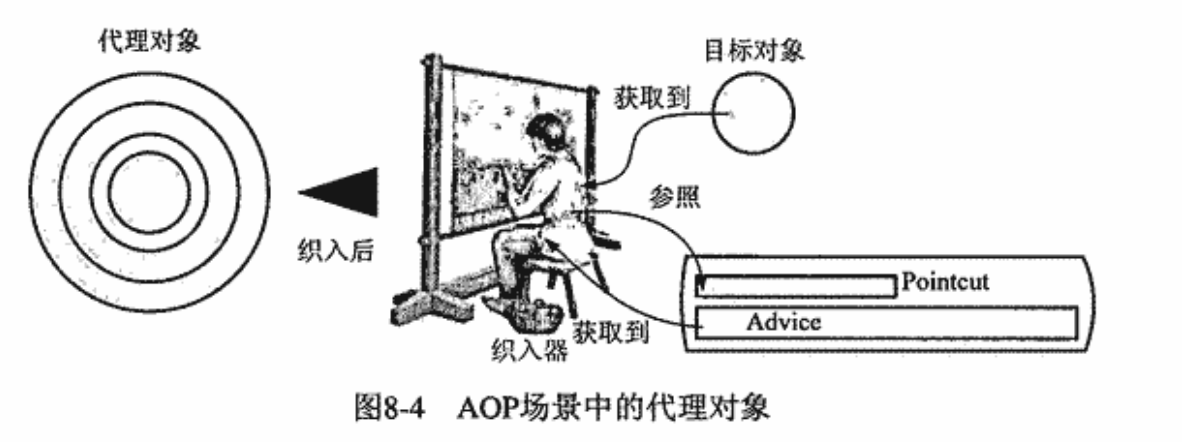 代理对象
目标对象
获取到
参照
织入后
Pointcut
Advice
获取到
织入器
图8-4 AOP场景中的代理对象